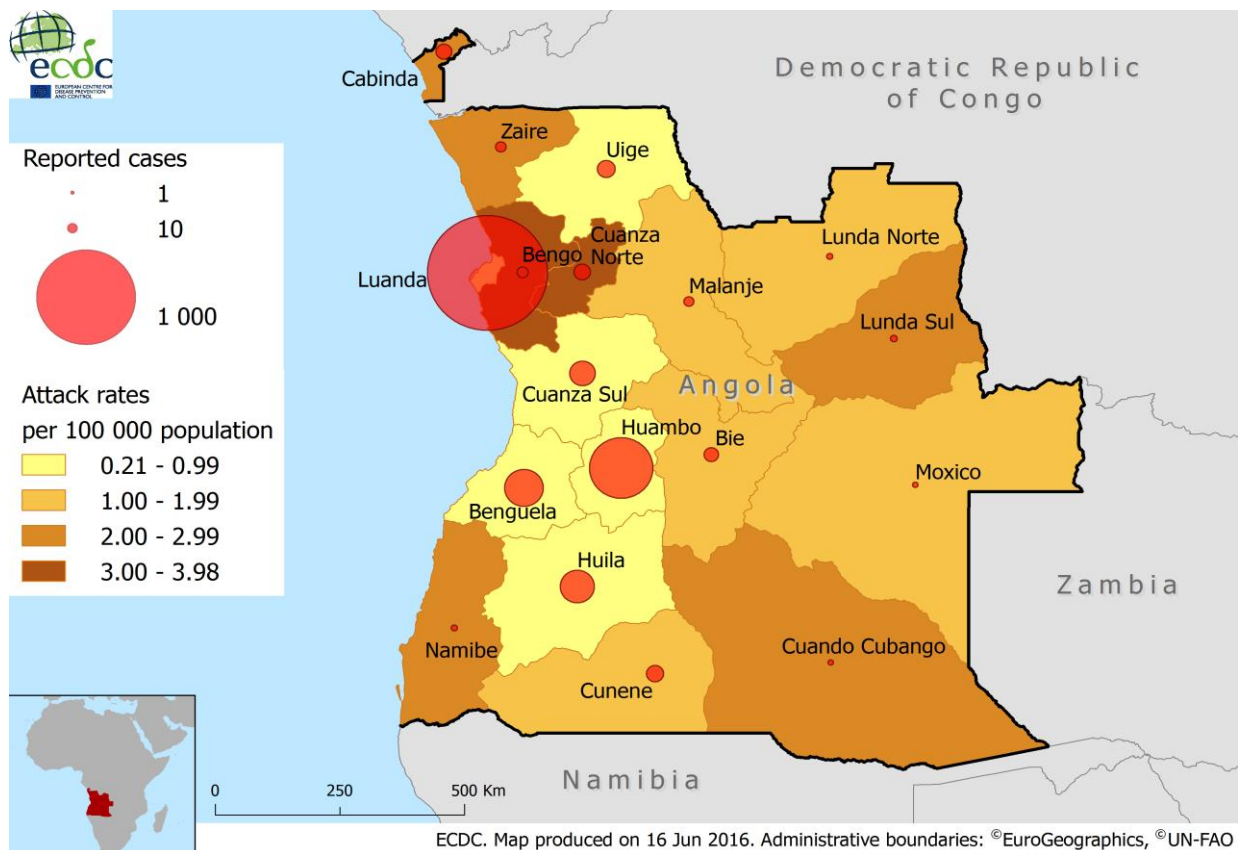 ecdc
EUROPEAN CENTRE FOR
DISEASE PREVENTION
AND CONTROL
Reported cases
1
10
1 000
Attack rates
per 100 000 population
0.21 - 0.99
1.00 - 1.99
2.00 - 2.99
3.00 - 3.98
Democratic Republic
of Congo
Cabinda
Zaire
Uige
Luanda
Bengo
Cuanza
Norte
Lunda Norte
Malanje
Lunda Sul
Cuanza Sul
Angola
Huambo
Bie
Moxico
Benguela
Huila
Zambia
Namibe
Cuando Cubango
Cunene
Namibia
0 250 500 Km
ECDC. Map produced on 16 Jun 2016. Administrative boundaries: ©EuroGeographics, ©UN-FAO